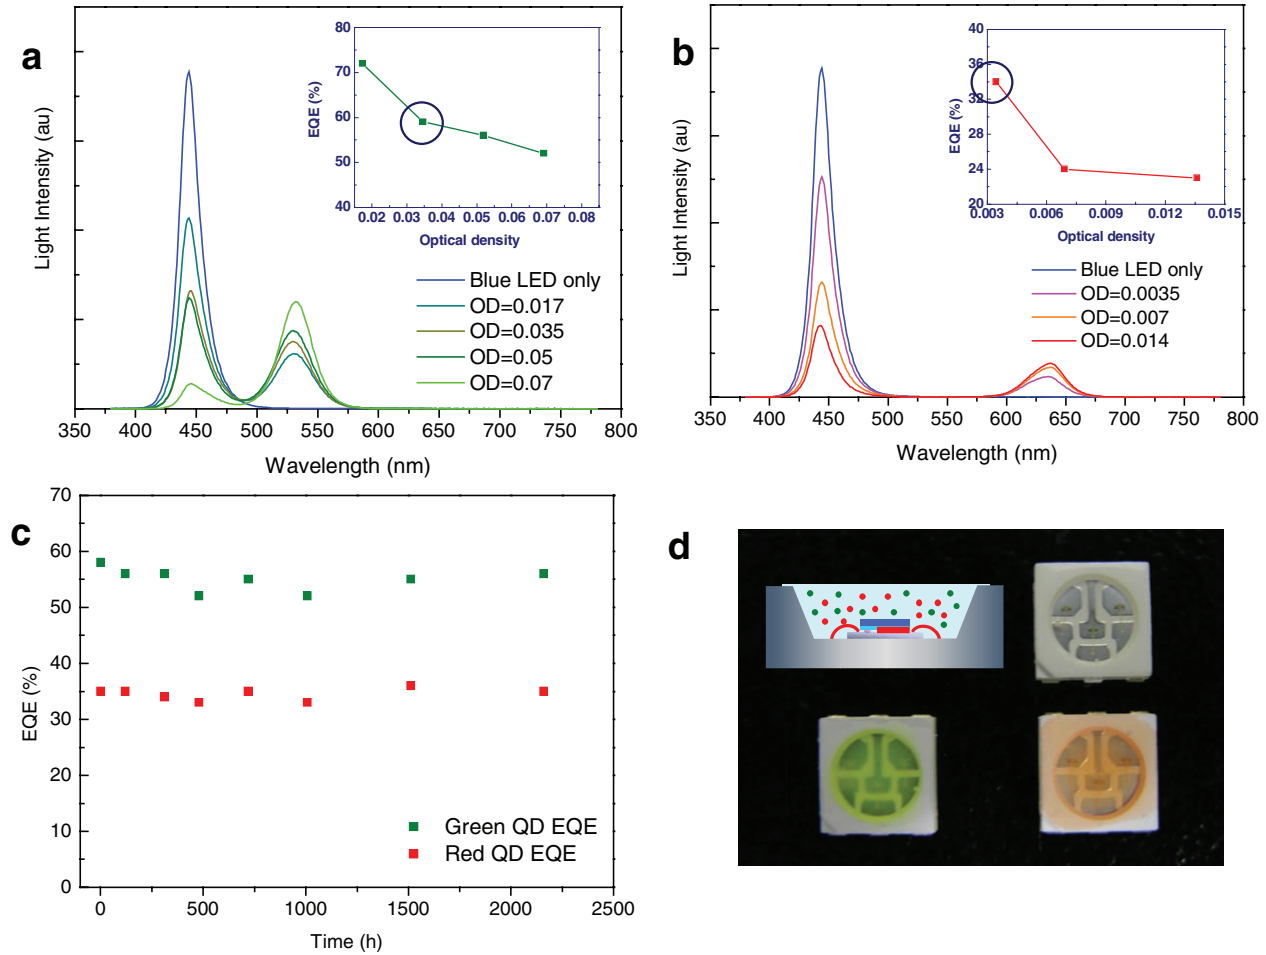 a
80
70
60
50
40
EQE (%)
0.02 0.03 0.04 0.05 0.06 0.07 0.08
Optical density
Light Intensity (au)
Blue LED only
OD=0.017
OD=0.035
OD=0.05
OD=0.07
350 400 450 500 550 600 650 700 750 800
Wavelength (nm)
b
40
36
32
28
24
20
EQE (%)
0.003 0.006 0.009 0.012 0.015
Optical density
Light Intensity (au)
Blue LED only
OD=0.0035
OD=0.007
OD=0.014
350 400 450 500 550 600 650 700 750 800
Wavelength (nm)
c
70
60
50
40
30
20
10
0
EQE (%)
Green QD EQE
Red QD EQE
0 500 1000 1500 2000 2500
Time (h)
d